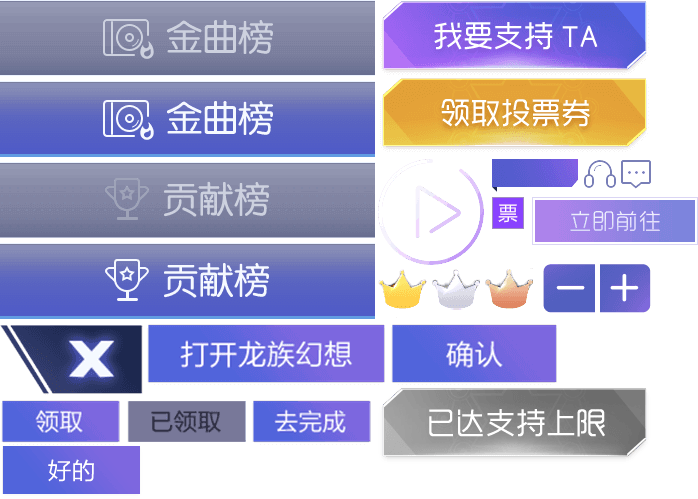 金曲榜
我要支持 TA
金曲榜
领取投票券
贡献榜
票
立即前往
贡献榜
打开龙族幻想
确认
领取
已领取
去完成
已达支持上限
好的